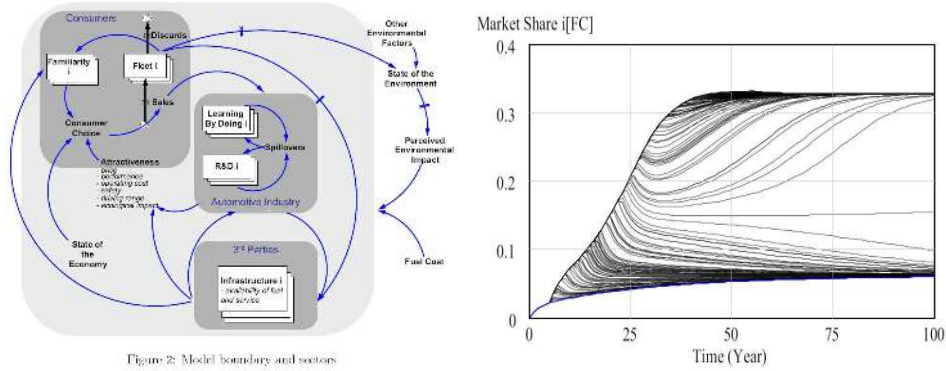 Consumers
Discards
Familiarity
i
Fleet i
Sales
Consumer
Choice
Attractiveness
- price
- performance
- operating cost
- safety
- driving range
- ecological impact
State of
the
Economy
Learning
By Doing i
Spillovers
R&D i
Automotive Industry
3rd Parties
Infrastructure i
- availability of fuel
and service
Other
Environmental
Factors
State of the
Environment
Perceived
Environmental
Impact
Fuel Cost
Figure 2: Model boundary and sectors
Market Share i[FC]
0.4
0.3
0.2
0.1
0
0
25
50
75
100
Time (Year)